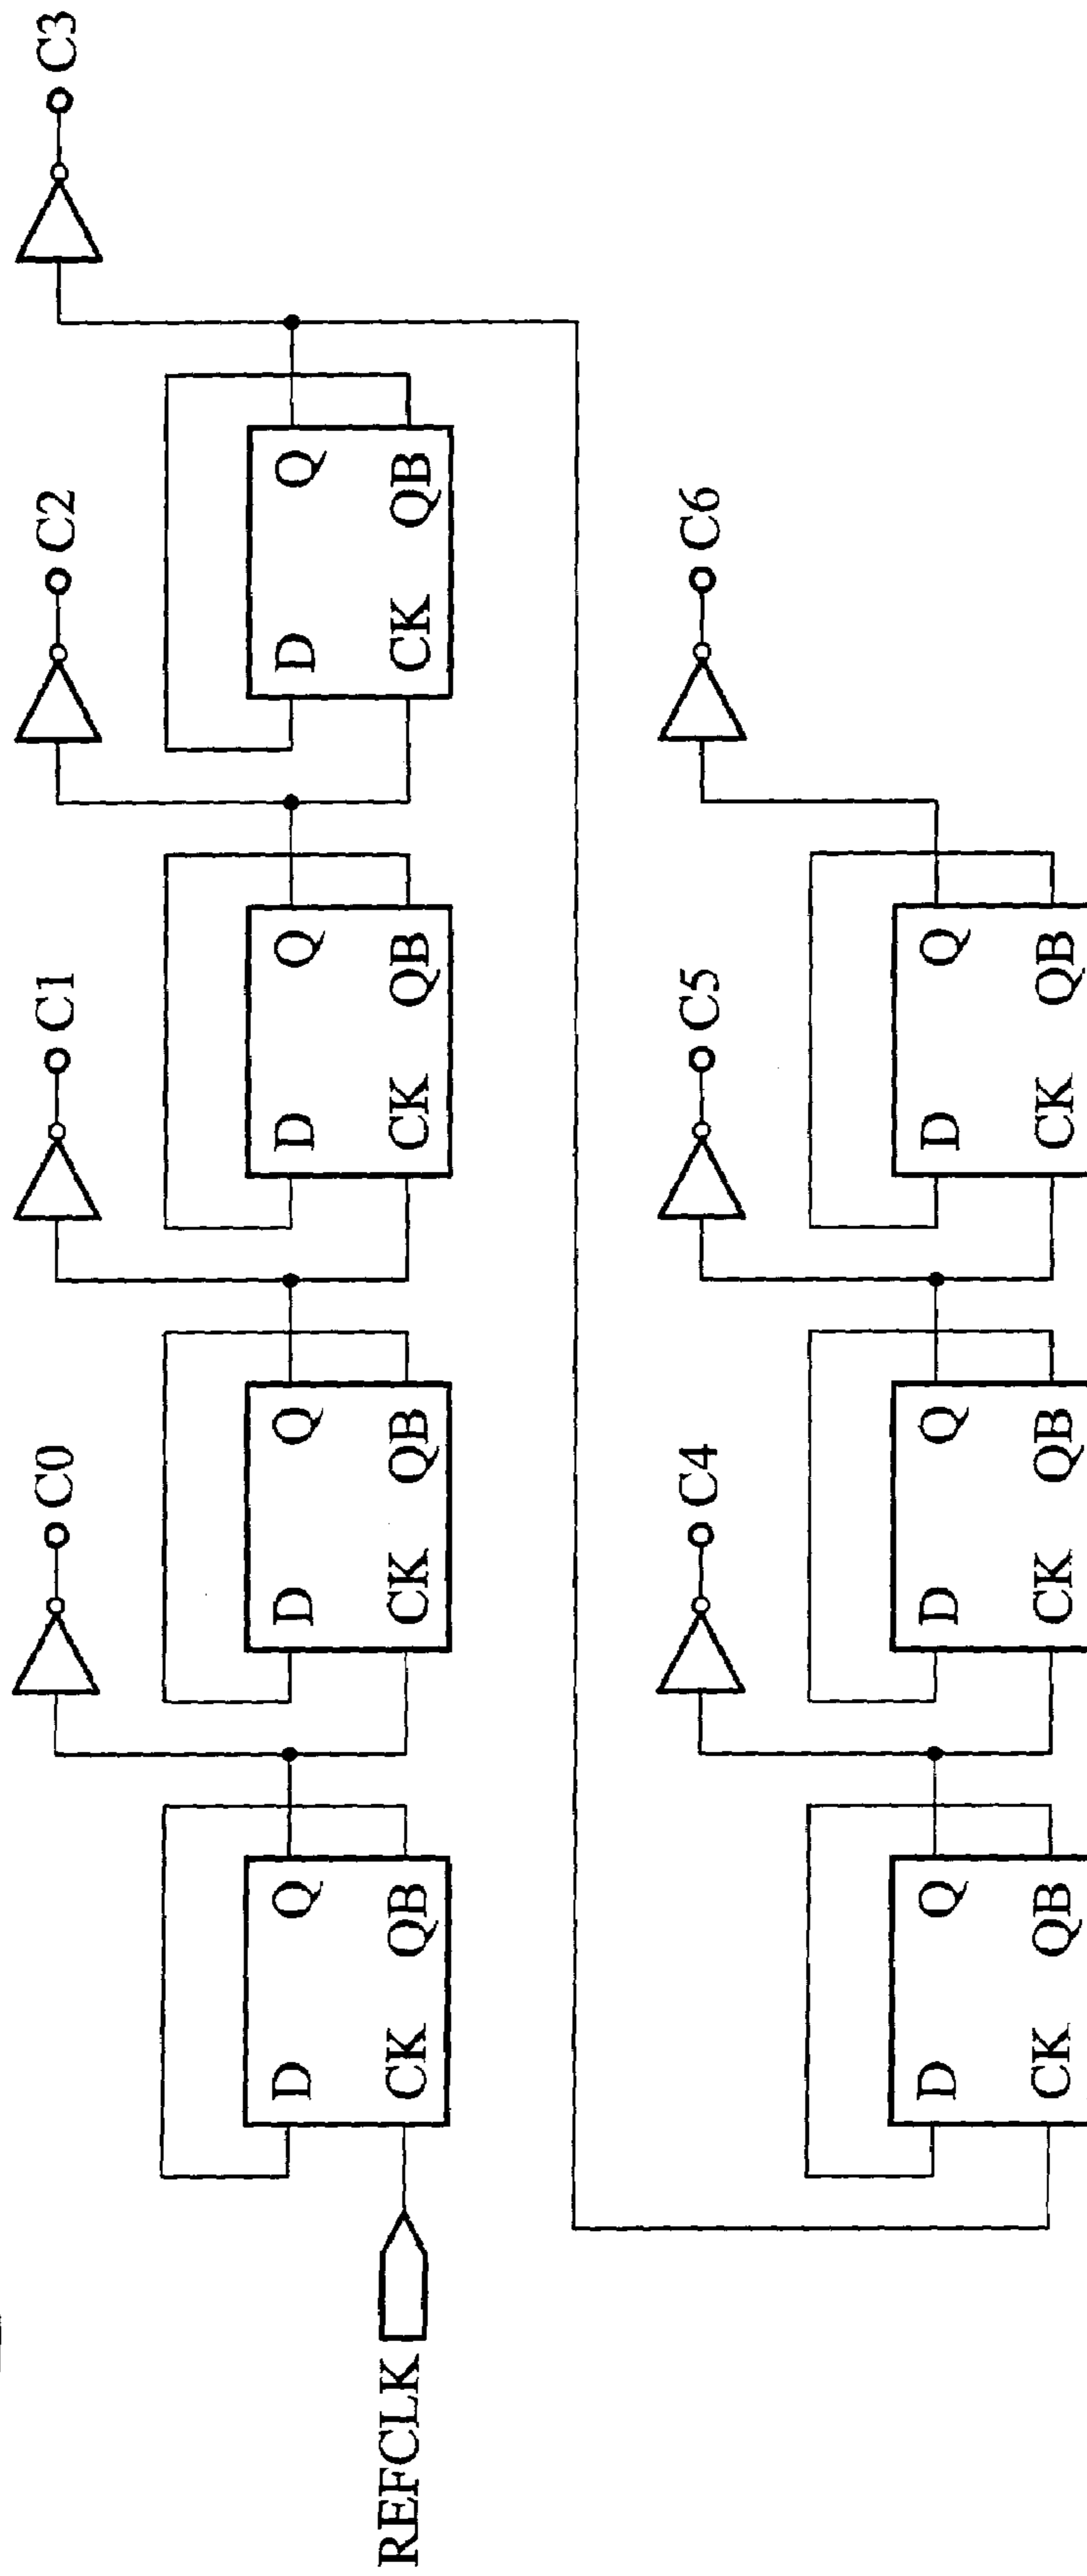 C0
C1
C2
C3
D Q
CK QB
D Q
CK QB
D Q
CK QB
D Q
CK QB
REFCLK
C4
C5
C6
D Q
CK QB
D Q
CK QB
D Q
CK QB